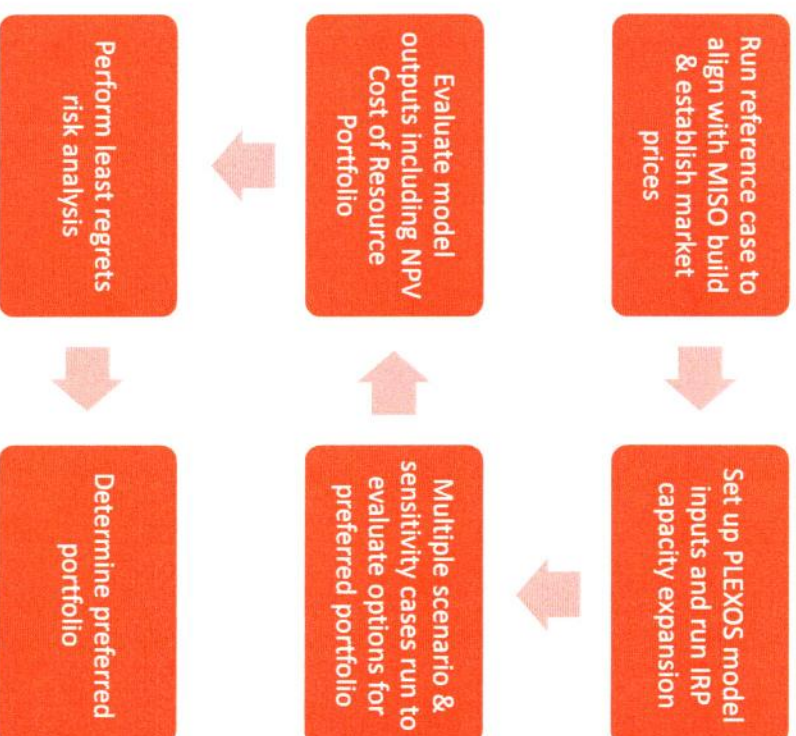 Run reference case to
align with MISO build
& establish market
prices
Set up PLEXOS model
inputs and run IRP
capacity expansion
Multiple scenario &
sensitivity cases run to
evaluate options for
preferred portfolio
Evaluate model
outputs including NPV
Cost of Resource
Portfolio
Perform least regrets
risk analysis
Determine preferred
portfolio